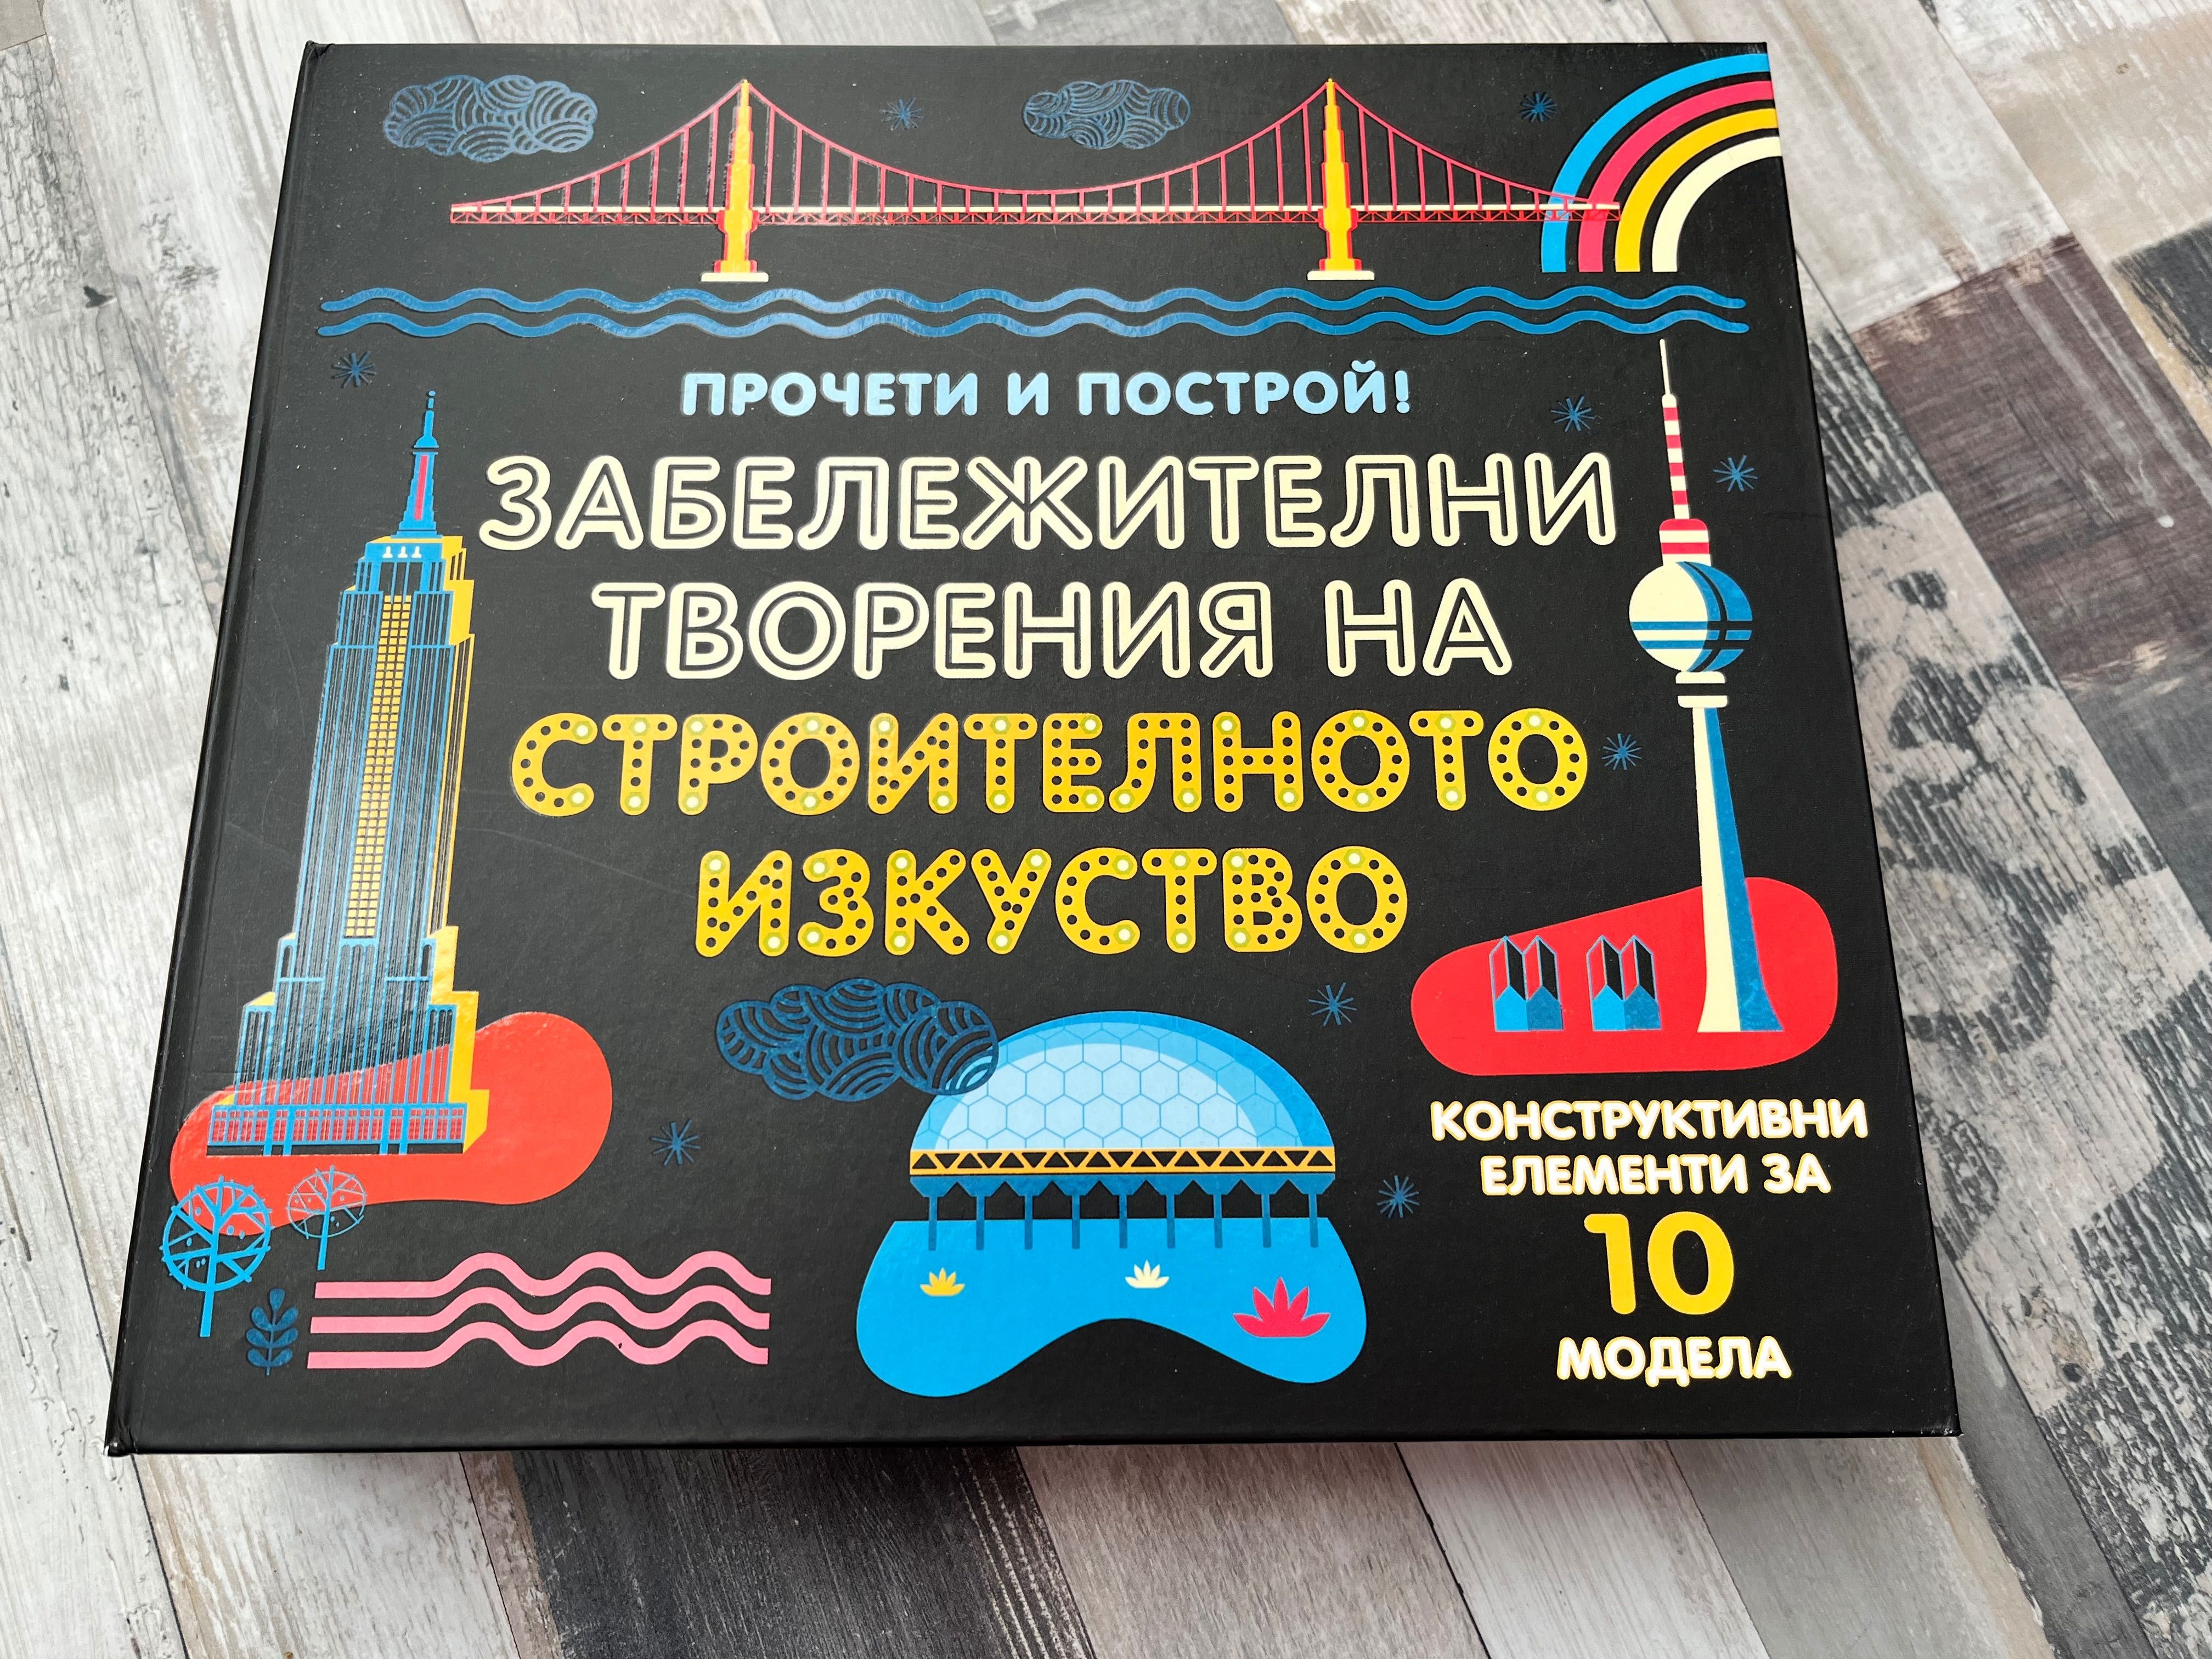 ПРОЧЕТИ И ПОСТРОЙ!
ЗАБЕЛЕЖИТЕЛНИ
ТВОРЕНИЯ НА
СТРОИТЕЛНОТО
ИЗКУСТВО
КОНСТРУКТИВНИ
ЕЛЕМЕНТИ ЗА
10
МОДЕЛА